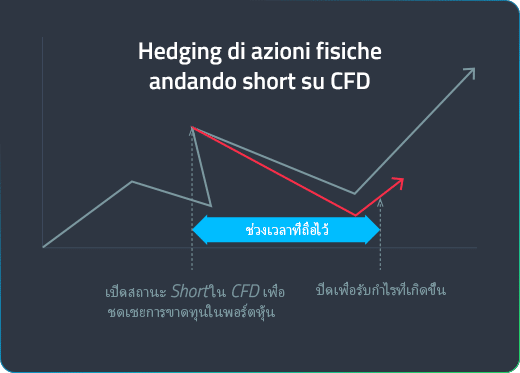 Hedging di azioni fisiche
andando short su CFD
ช่วงเวลาที่ถือไว้
เปิดสถานะ Short ใน CFD เพื่อ
ชดเชยการขาดทุนในพอร์ตหุ้น
ปิดเพื่อรับกำไรที่เกิดขึ้น